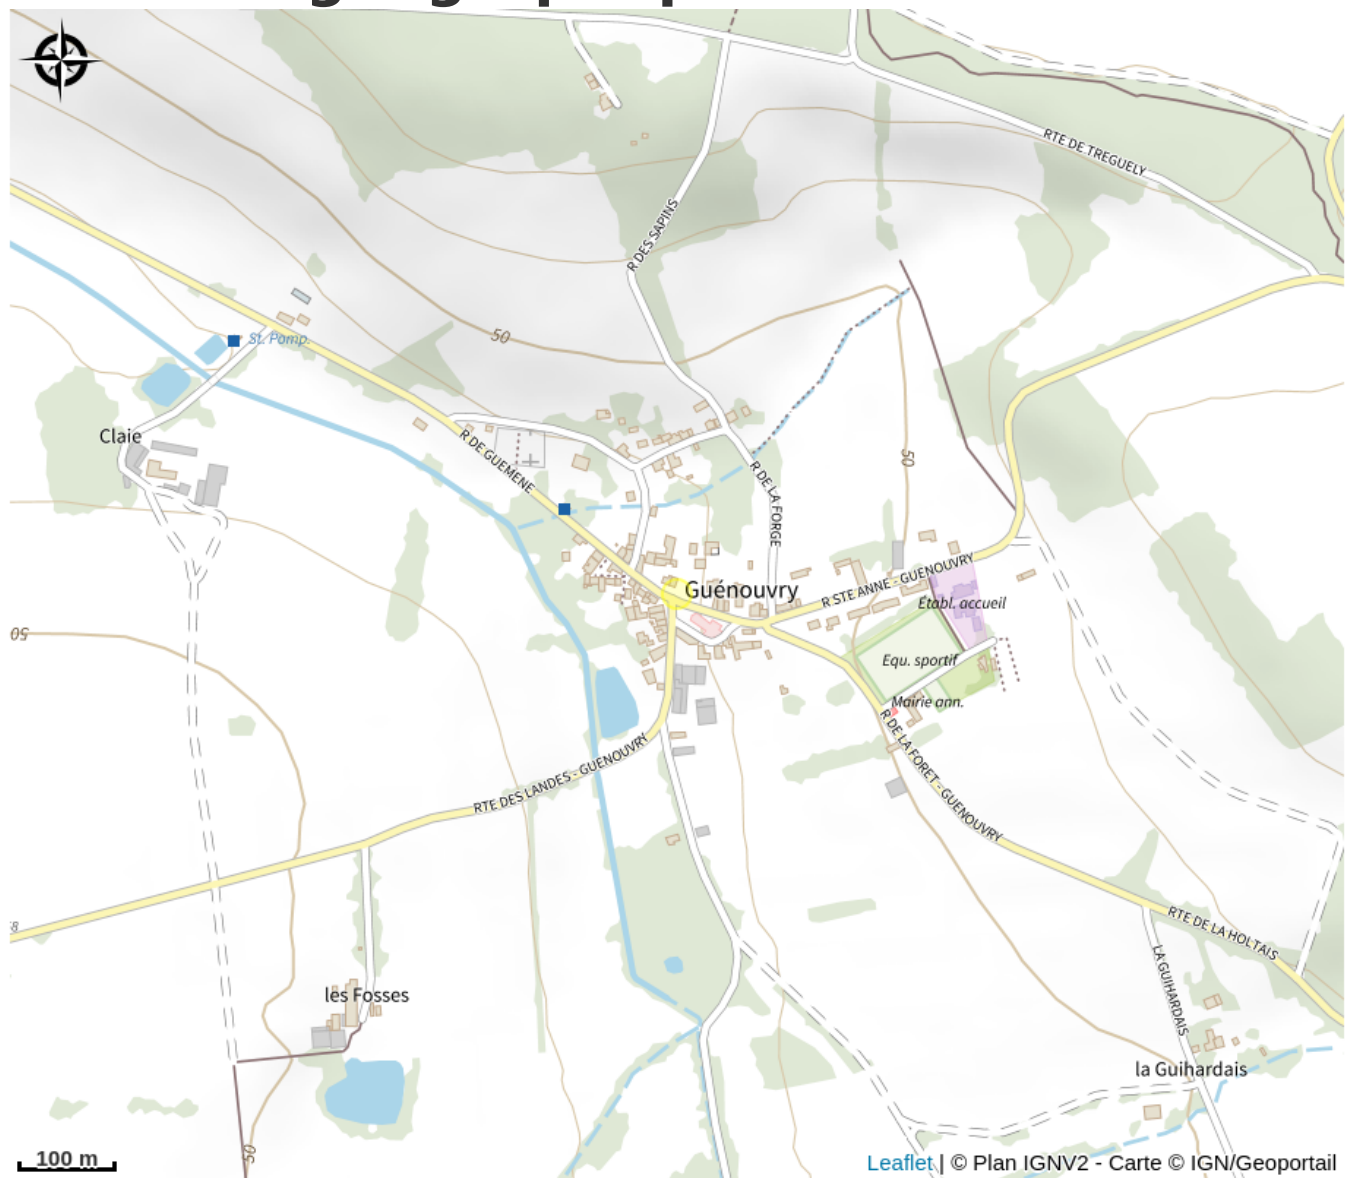 RTE DE TREGUELY
R DES SAPINS
50
St. Pomp.
Claie
R DE GUEMENE
50
R DE LA FORGE
Guénouvry
R STE ANNE - GUENOUVRY
Etabl. accueil
50
Equ. sportif
Mairie ann.
R DE LA FORET - GUENOUVRY
RTE DES LANDES - GUENOUVRY
RTE DE LA HOLTAIS
LA GUIHARDAIS
les Fosses
la Guihardais
50
100 m
Leaflet | © Plan IGNV2 - Carte © IGN/Geoportail